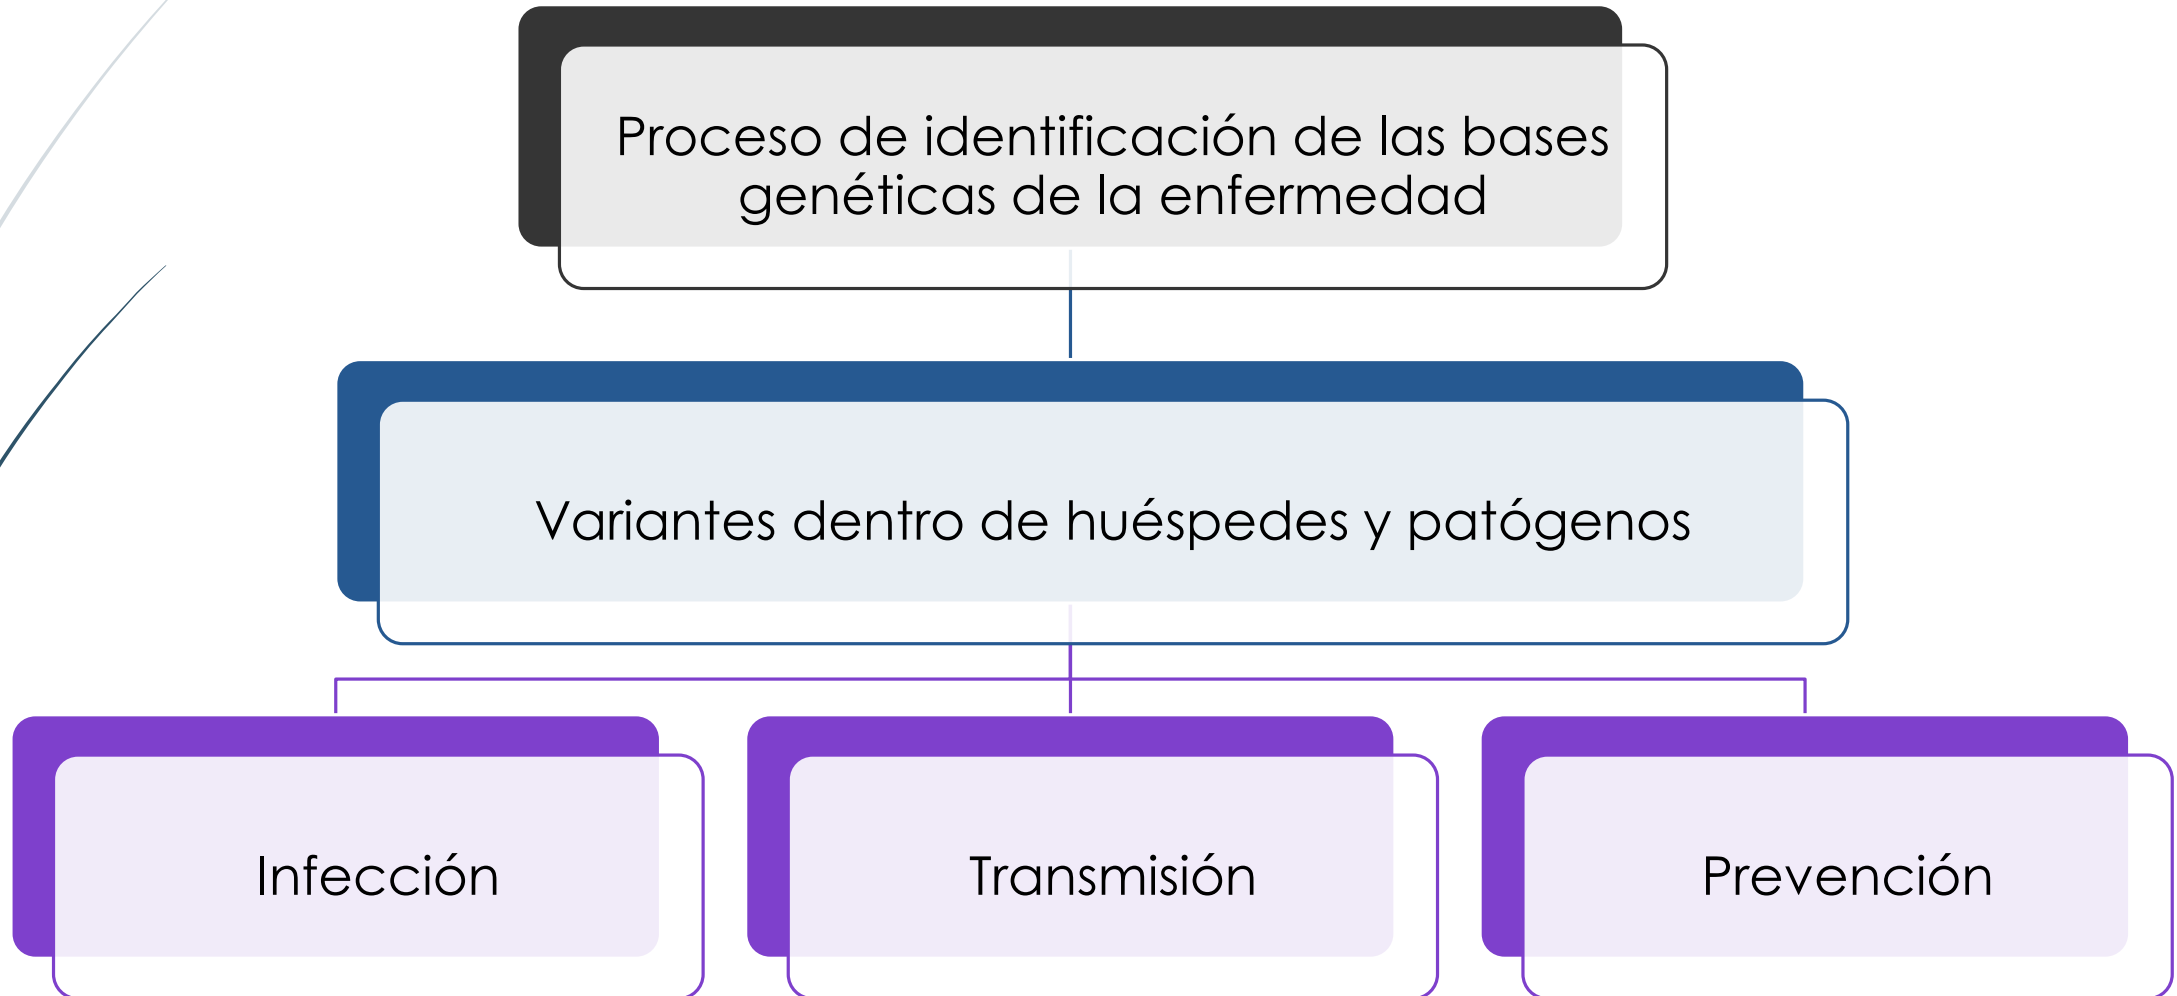 Proceso de identificación de las bases
genéticas de la enfermedad
Variantes dentro de huéspedes y patógenos
Infección
Transmisión
Prevención